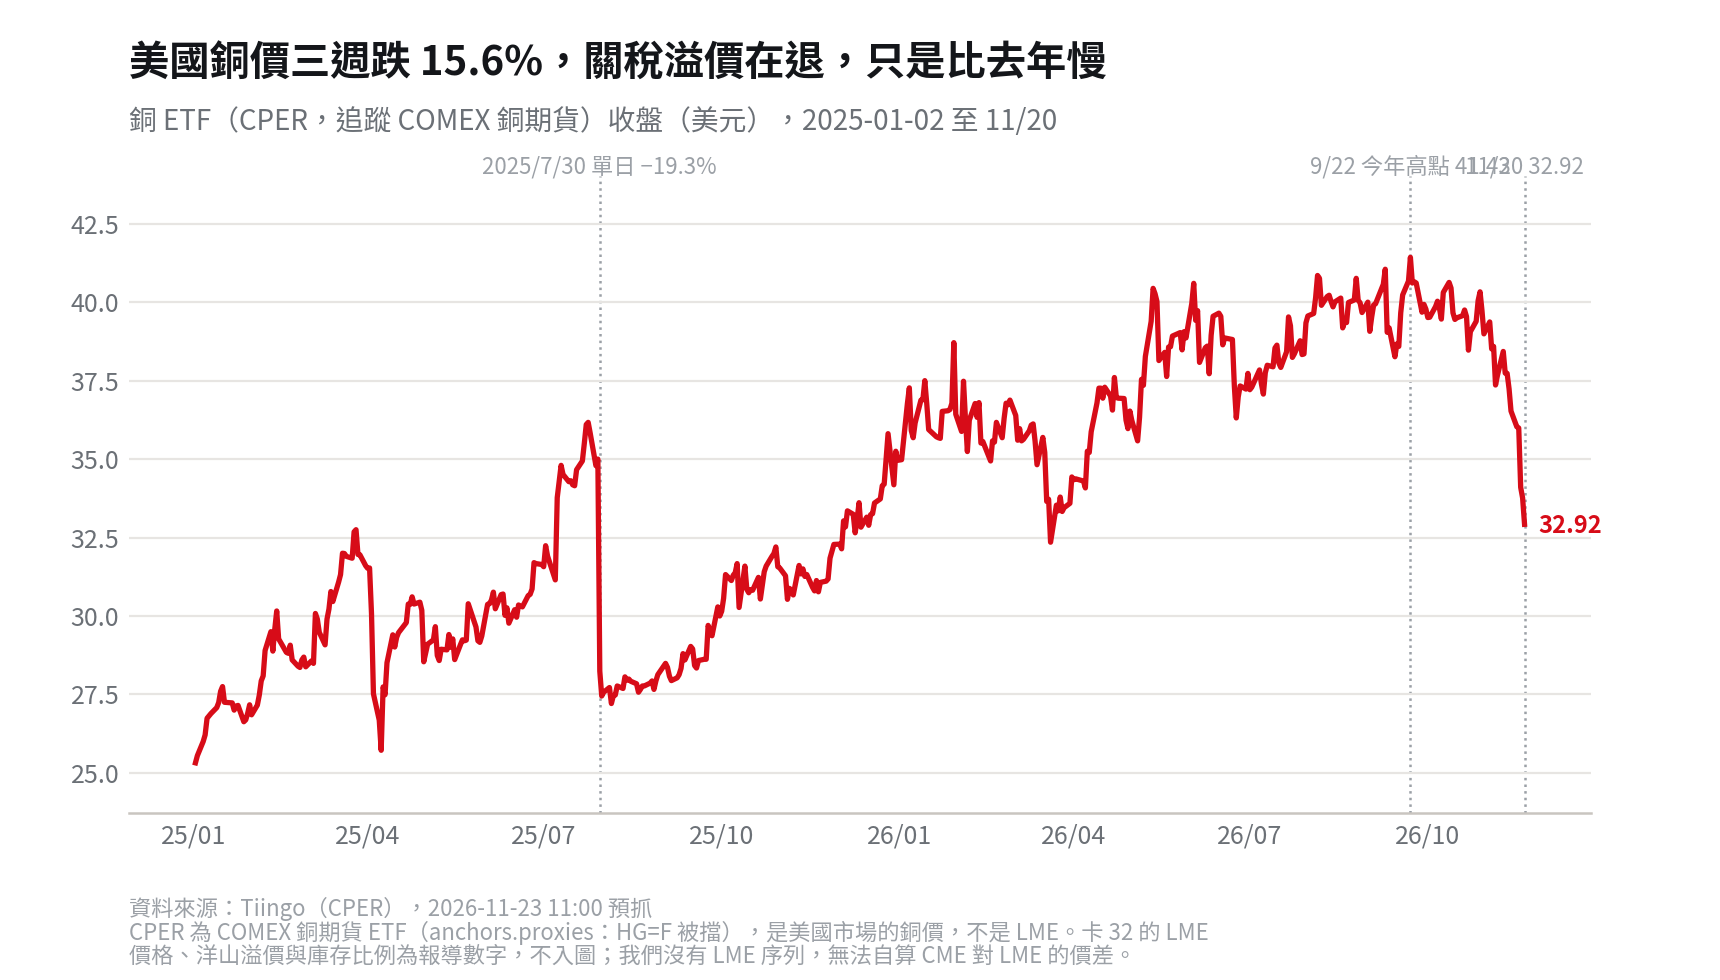 美國銅價三週跌 15.6%，關稅溢價在退，只是比去年慢
銅 ETF（CPER，追蹤 COMEX 銅期貨）收盤（美元），2025-01-02 至 11/20
2025/7/30 單日 −19.3%
9/22 今年高點 41.43
11/20 32.92
42.5
40.0
37.5
35.0
32.5
30.0
27.5
25.0
32.92
25/01 25/04 25/07 25/10 26/01 26/04 26/07 26/10
資料來源：Tiingo（CPER），2026-11-23 11:00 預抓
CPER 為 COMEX 銅期貨 ETF（anchors.proxies：HG=F 被擋），是美國市場的銅價，不是 LME。卡 32 的 LME
價格、洋山溢價與庫存比例為報導數字，不入圖；我們沒有 LME 序列，無法自算 CME 對 LME 的價差。